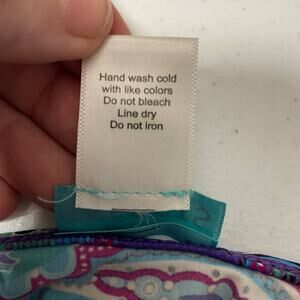 Hand wash cold
with like colors
Do not bleach
Line dry
Do not iron